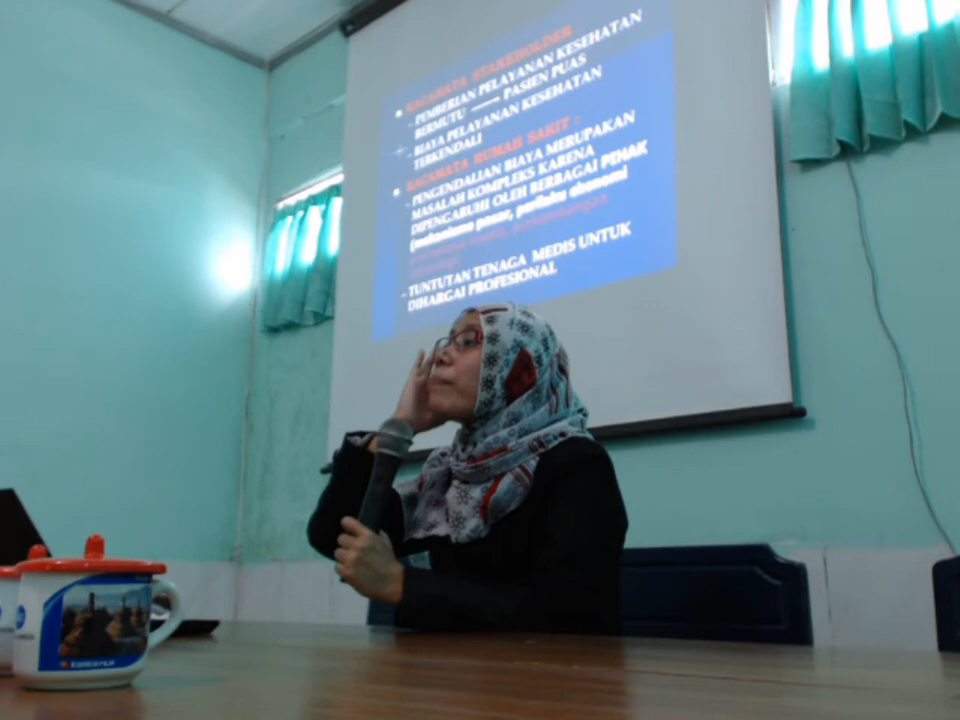 • KACAMATA STAKEHOLDER :
- PEMBERIAN PELAYANAN KESEHATAN
BERMUTU PASIEN PUAS
- BIAYA PELAYANAN KESEHATAN
TERKENDALI
• KACAMATA RUMAH SAKIT :
- PENGENDALIAN BIAYA MERUPAKAN
MASALAH KOMPLEKS KARENA
DIPENGARUHI OLEH BERBAGAI PIHAK
(mekanisme pasar, perilaku ekonomi
- TUNTUTAN TENAGA MEDIS UNTUK
DIHARGAI PROFESIONAL